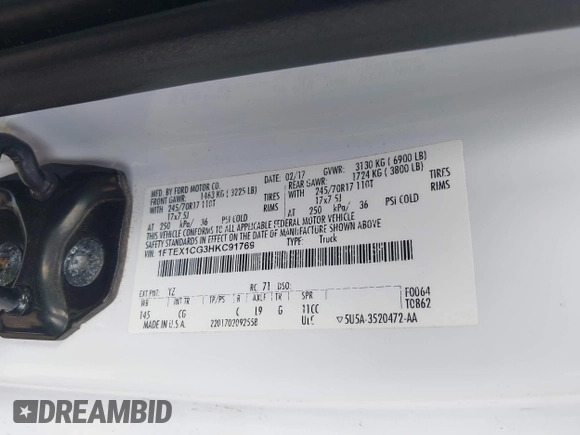 MFD. BY FORD MOTOR CO.
DATE: 02/17 GVWR: 3130 KG ( 6900 LB)
FRONT GAWR: 1463 KG ( 3225 LB) REAR GAWR: 1724 KG ( 3800 LB)
WITH 245/70R17 110T TIRES WITH 245/70R17 110T TIRES
17x7.5J RIMS 17x7.5J RIMS
AT 250 kPa/ 36 PSI COLD AT 250 kPa/ 36 PSI COLD
THIS VEHICLE CONFORMS TO ALL APPLICABLE FEDERAL MOTOR VEHICLE
SAFETY STANDARDS IN EFFECT ON THE DATE OF MANUFACTURE SHOWN ABOVE.
VIN: 1FTEX1CG3HKC91769 TYPE: Truck
EXT PNT: YZ RC: 71 DSO: F0064
WB INT TR TP/PS R AXLE TR SPR T0862
145 CG C 19 G 11CC
MADE IN U.S.A. 22017020925SB ▽5U5A-3520472-AA
DREAMBID